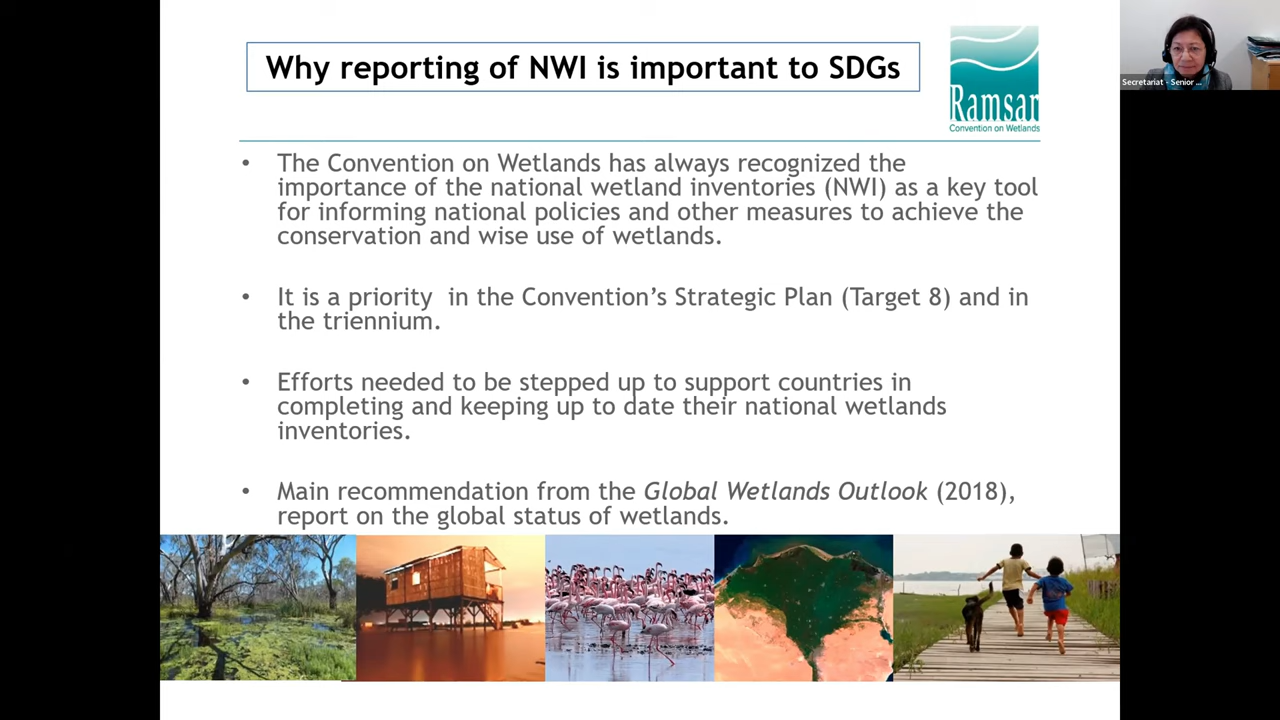 Why reporting of NWI is important to SDGs
Ramsar
Convention on Wetlands
Secretariat - Senior ...
• The Convention on Wetlands has always recognized the
importance of the national wetland inventories (NWI) as a key tool
for informing national policies and other measures to achieve the
conservation and wise use of wetlands.
• It is a priority  in the Convention’s Strategic Plan (Target 8) and in
the triennium.
• Efforts needed to be stepped up to support countries in
completing and keeping up to date their national wetlands
inventories.
• Main recommendation from the Global Wetlands Outlook (2018),
report on the global status of wetlands.